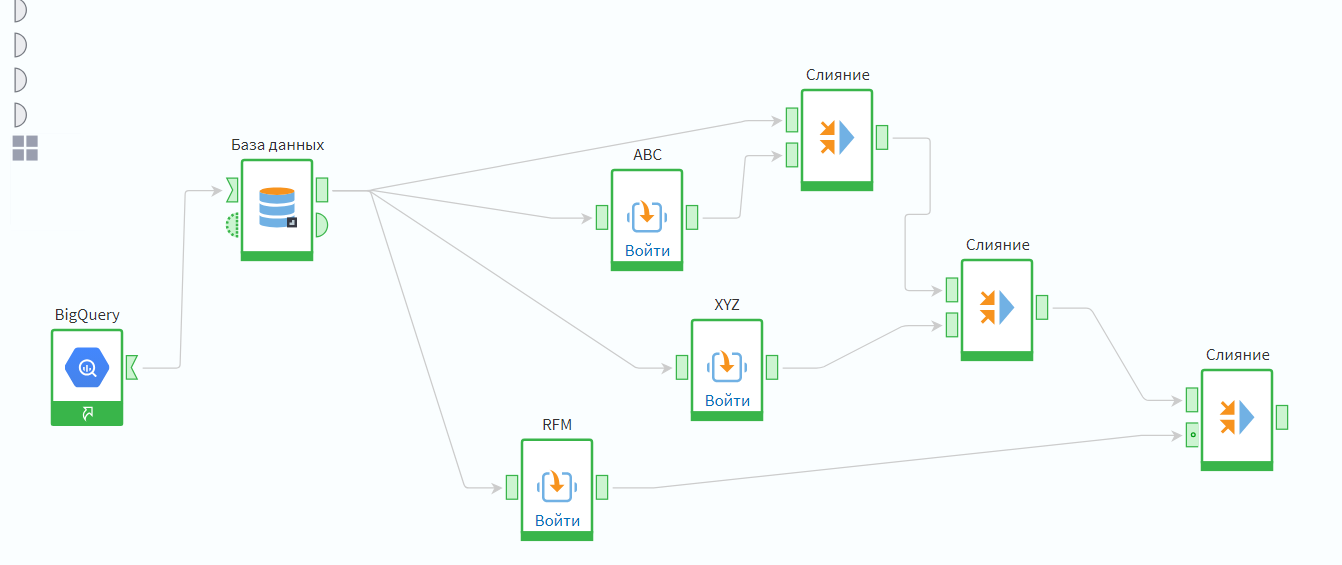 Слияние
База данных
ABC
Войти
Слияние
BigQuery
XYZ
Войти
Слияние
RFM
Войти